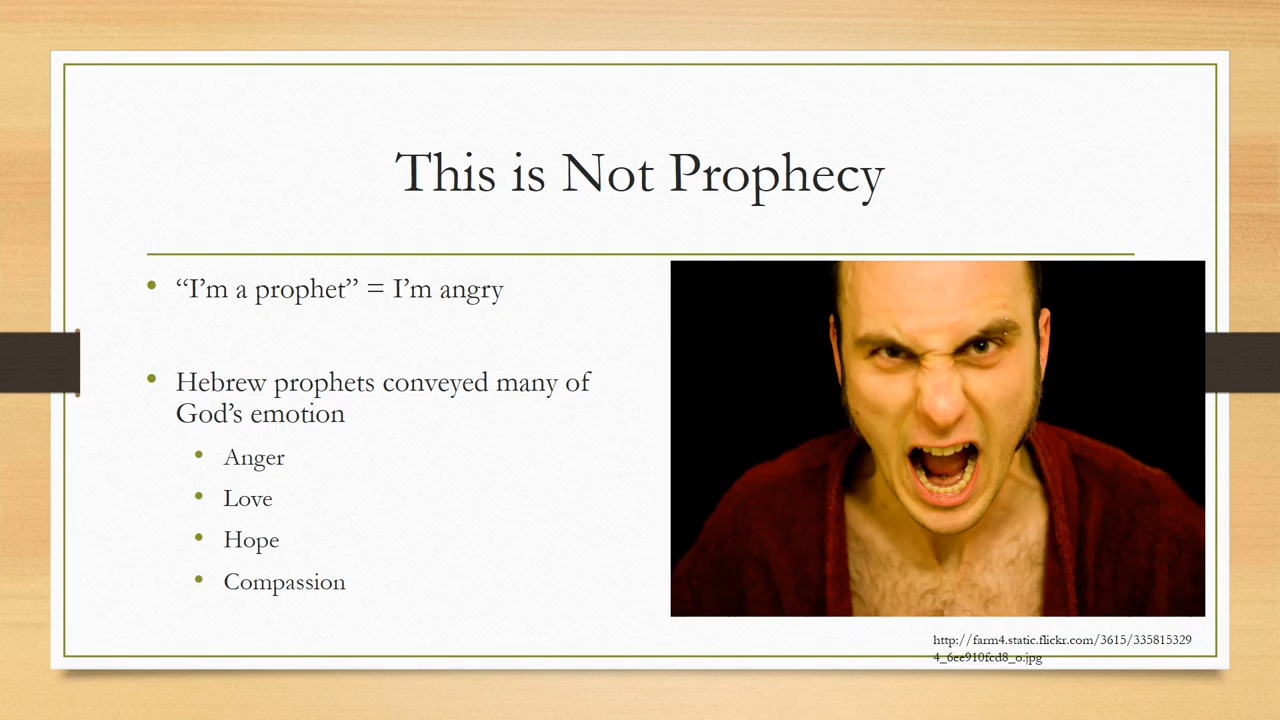 This is Not Prophecy
• “I’m a prophet” = I’m angry
• Hebrew prophets conveyed many of
God’s emotion
• Anger
• Love
• Hope
• Compassion
http://farm4.static.flickr.com/3615/335815329
4_6ee910fcd8_o.jpg